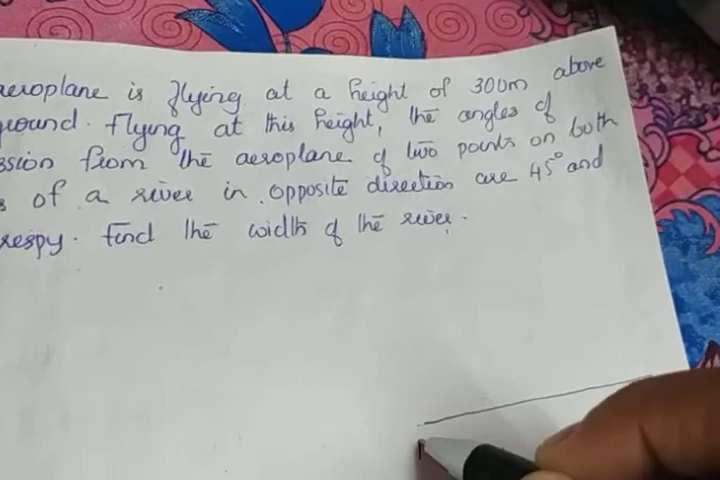 aeroplane is flying at a height of 300m above
ground. Flying at this height, the angles of
ssion from the aeroplane of two points on both
s of a river in opposite direction are 45° and
respy. find the width of the river.